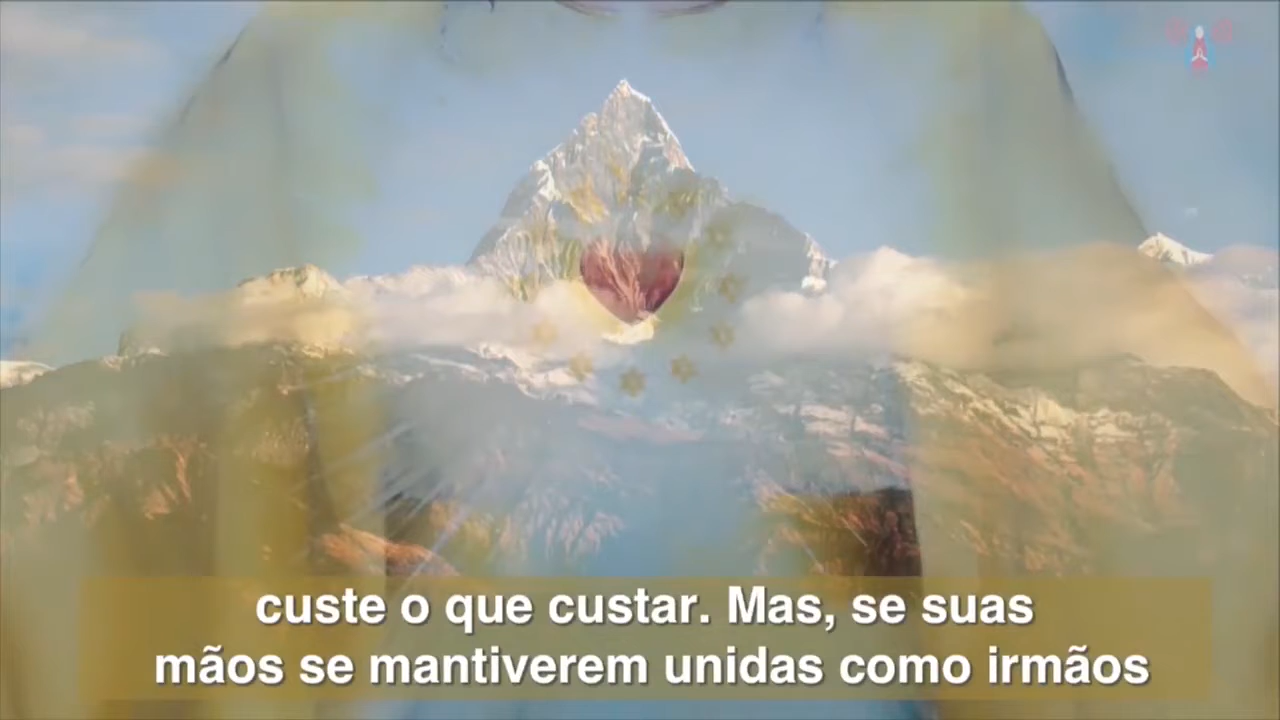 custe o que custar. Mas, se suas
mãos se mantiverem unidas como irmãos